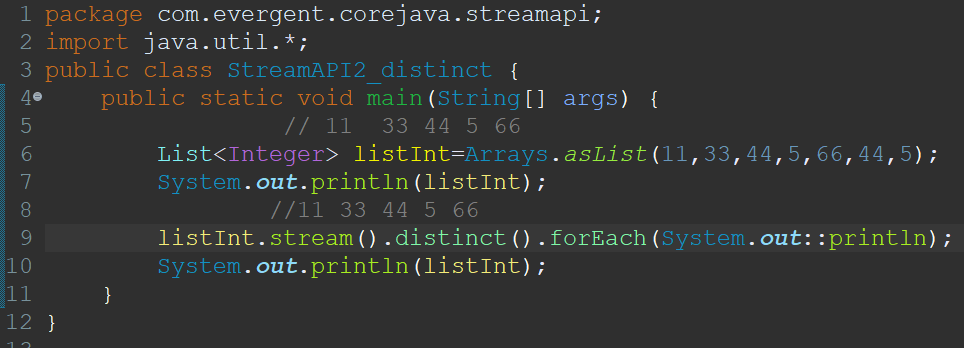 1 package com.evergent.corejava.streamapi;
2 import java.util.*;
3 public class StreamAPI2_distinct {
4 public static void main(String[] args) {
5 // 11  33 44 5 66
6 List<Integer> listInt=Arrays.asList(11,33,44,5,66,44,5);
7 System.out.println(listInt);
8 //11 33 44 5 66
9 listInt.stream().distinct().forEach(System.out::println);
10 System.out.println(listInt);
11 }
12 }